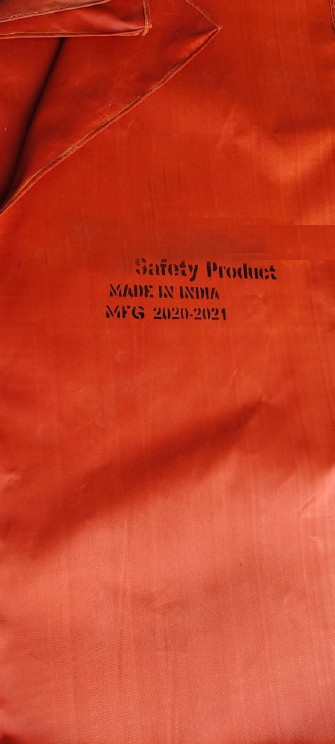 Safety Product
MADE IN INDIA
MFG 2020-2021